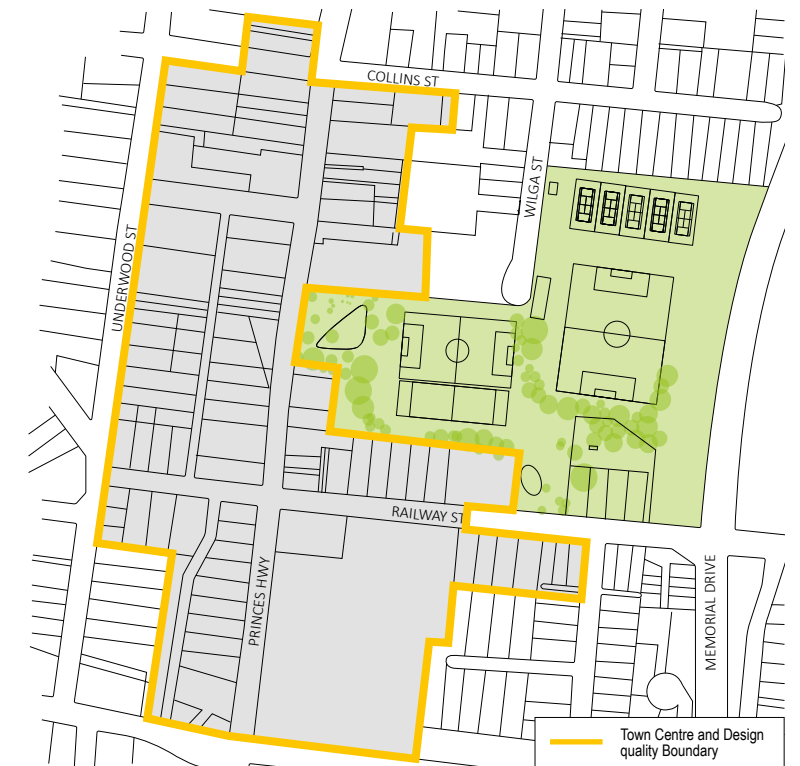 COLLINS ST
WILGA ST
UNDERWOOD ST
RAILWAY ST
PRINCES HWY
MEMORIAL DRIVE
Town Centre and Design
quality Boundary